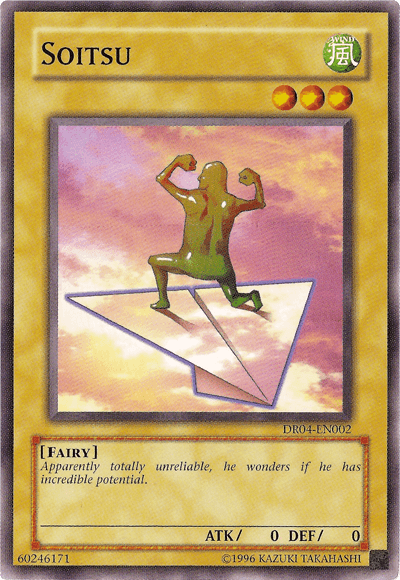 SOITSU
WIND
風
DR04-EN002
[FAIRY]
Apparently totally unreliable, he wonders if he has
incredible potential.
ATK/ 0 DEF/ 0
60246171
©1996 KAZUKI TAKAHASHI